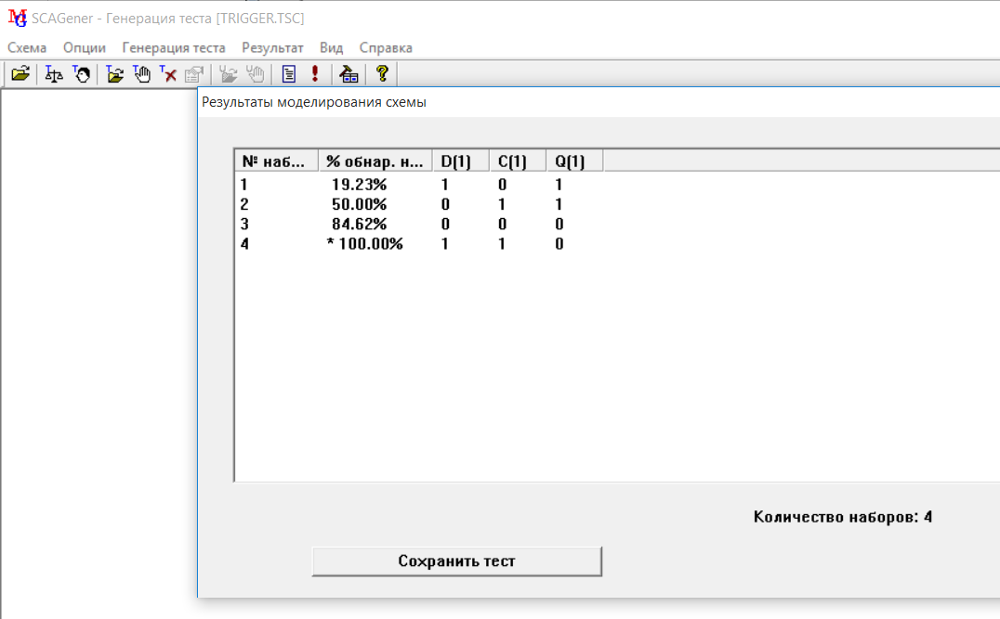 SCAGener - Генерация теста [TRIGGER.TSC]
Схема Опции Генерация теста Результат Вид Справка
Результаты моделирования схемы
№ наб... % обнар. н... D(1) C(1) Q(1)
1 19.23% 1 0 1
2 50.00% 0 1 1
3 84.62% 0 0 0
4 * 100.00% 1 1 0
Количество наборов: 4
Сохранить тест